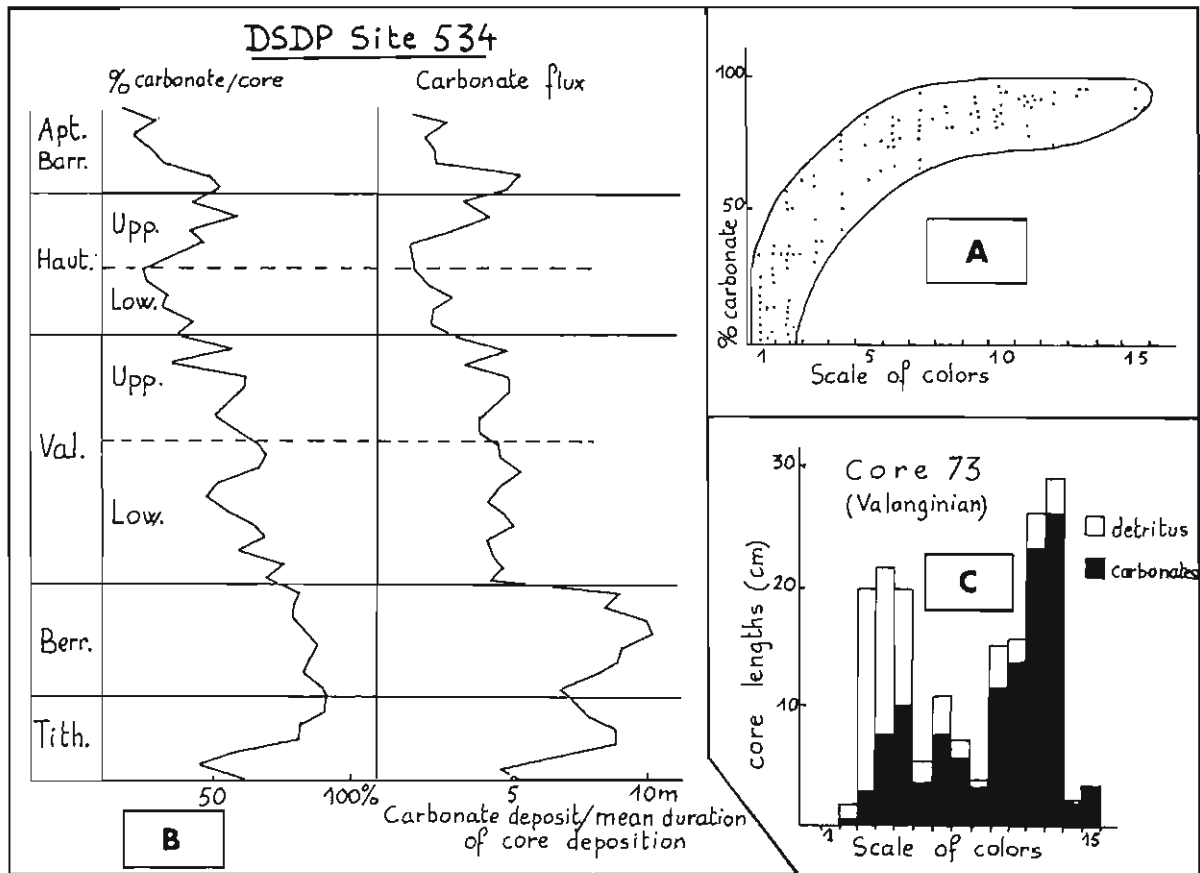 DSDP Site 534
% carbonate/core
Carbonate flux
Apt.
Barr.
Upp.
Haut.
Low.
Upp.
Val.
Low.
Berr.
Tith.
50
100%
5
10m
Carbonate deposit/mean duration
of core deposition
B
100
50
% carbonate
A
1
5
10
15
Scale of colors
30
20
10
core lengths (cm)
Core 73
(Valanginian)
detritus
carbonates
C
1
15
Scale of colors